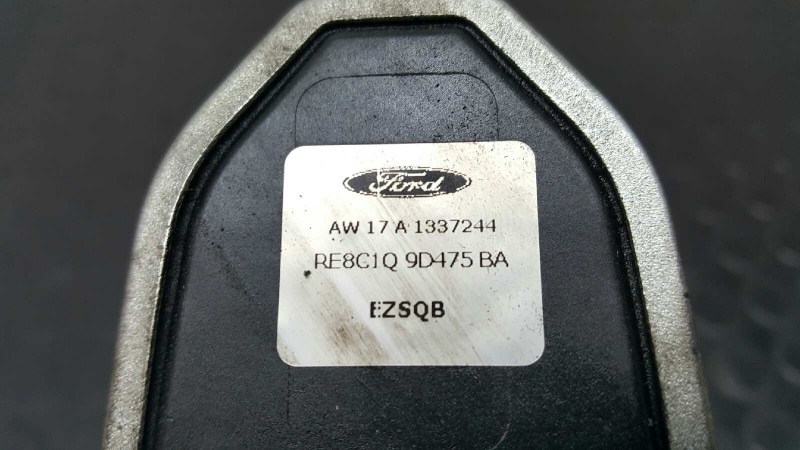 Ford
AW 17 A 1337244
RE8C1Q 9D475 BA
EZSQB